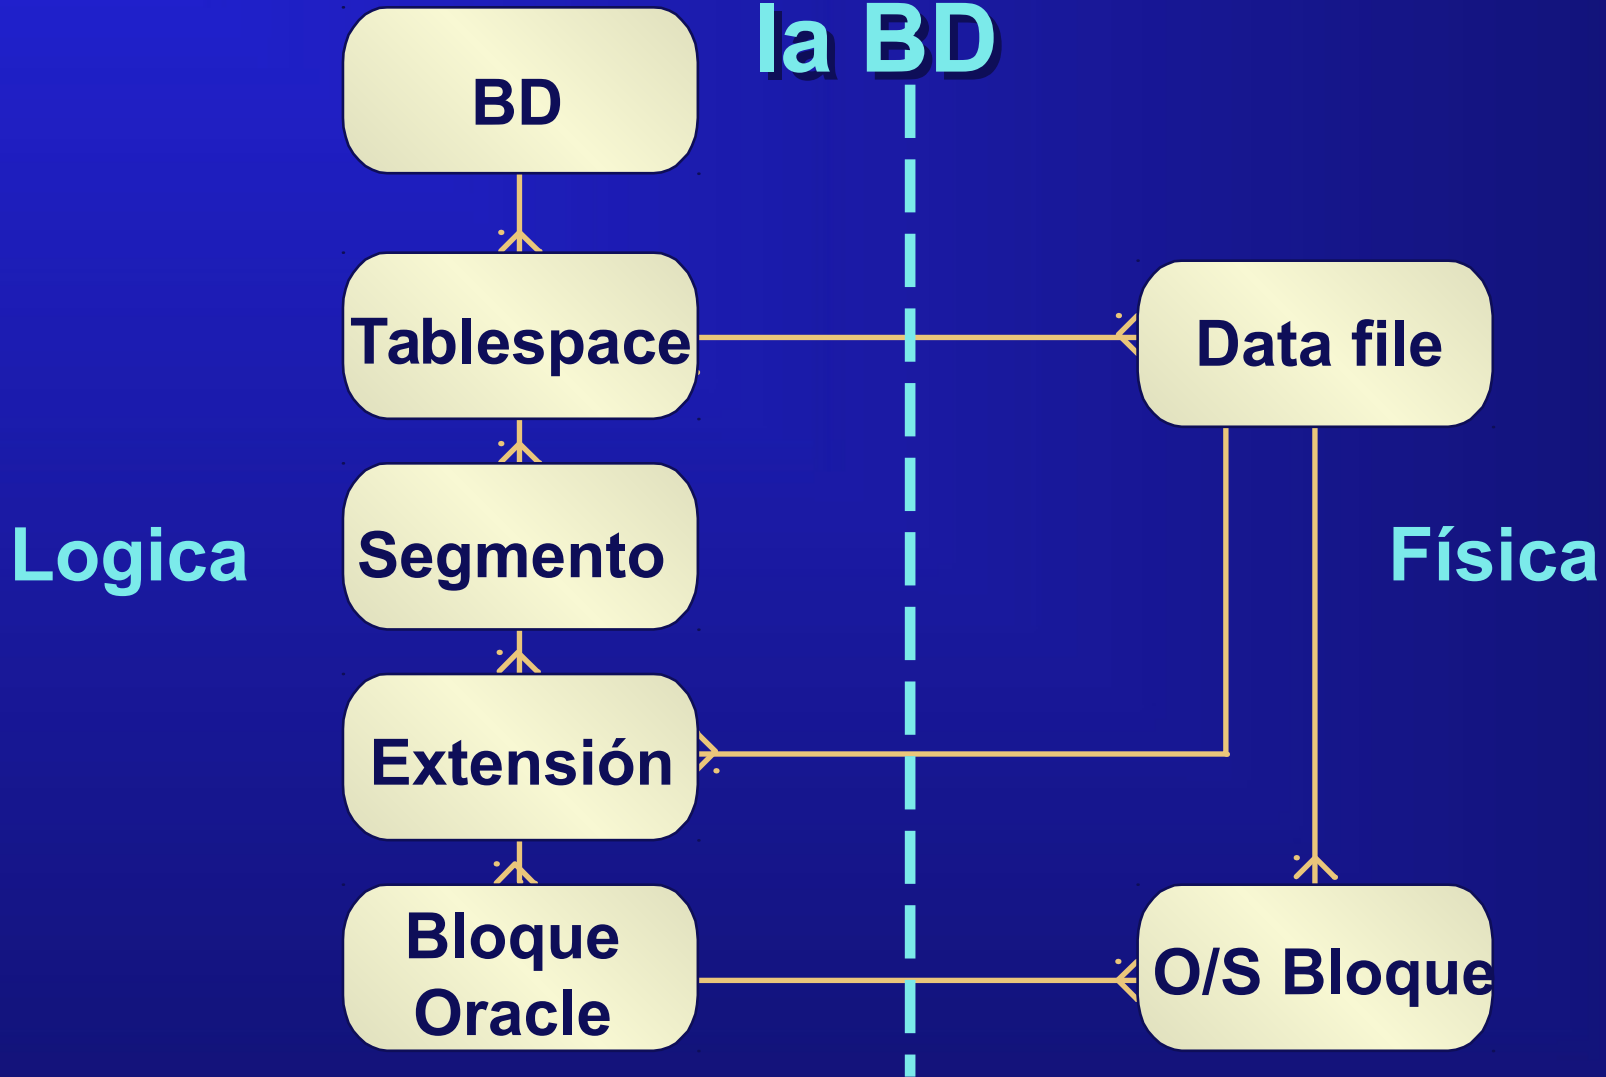 la BD
BD
Tablespace
Data file
Segmento
Logica
Física
Extensión
Bloque
Oracle
O/S Bloque